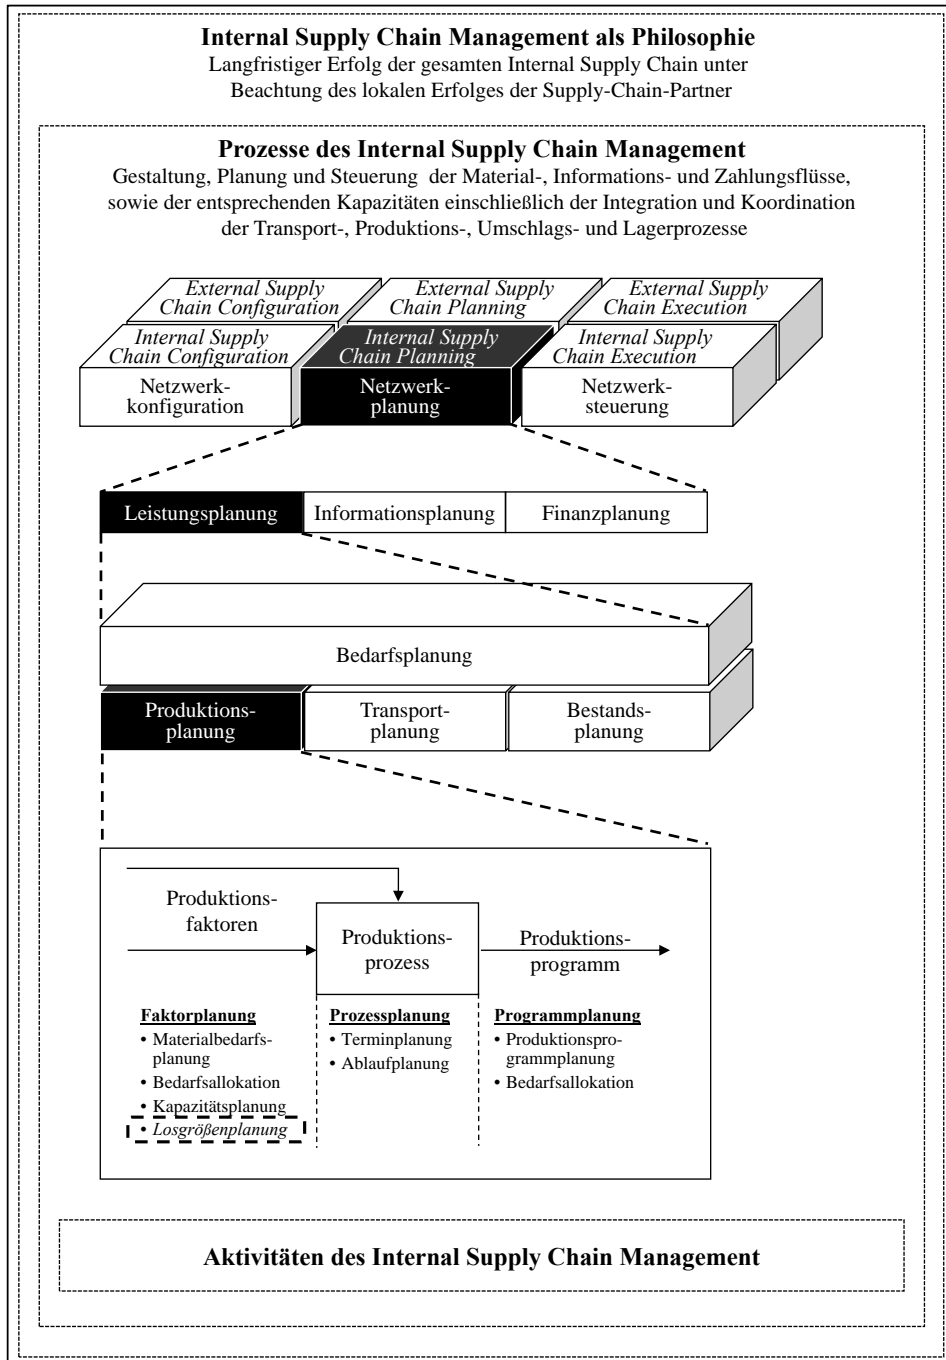 Internal Supply Chain Management als Philosophie
Langfristiger Erfolg der gesamten Internal Supply Chain unter
Beachtung des lokalen Erfolges der Supply-Chain-Partner
Prozesse des Internal Supply Chain Management
Gestaltung, Planung und Steuerung der Material-, Informations- und Zahlungsflüsse,
sowie der entsprechenden Kapazitäten einschließlich der Integration und Koordination
der Transport-, Produktions-, Umschlags- und Lagerprozesse
External Supply
Chain Configuration
External Supply
Chain Planning
External Supply
Chain Execution
Internal Supply
Chain Configuration
Internal Supply
Chain Planning
Internal Supply
Chain Execution
Netzwerk-
konfiguration
Netzwerk-
planung
Netzwerk-
steuerung
Leistungsplanung
Informationsplanung
Finanzplanung
Bedarfsplanung
Produktions-
planung
Transport-
planung
Bestands-
planung
Produktions-
faktoren
Produktions-
prozess
Produktions-
programm
Faktorplanung
• Materialbedarfs-
planung
• Bedarfsallokation
• Kapazitätsplanung
• Losgrößenplanung
Prozessplanung
• Terminplanung
• Ablaufplanung
Programmplanung
• Produktionspro-
grammplanung
• Bedarfsallokation
Aktivitäten des Internal Supply Chain Management